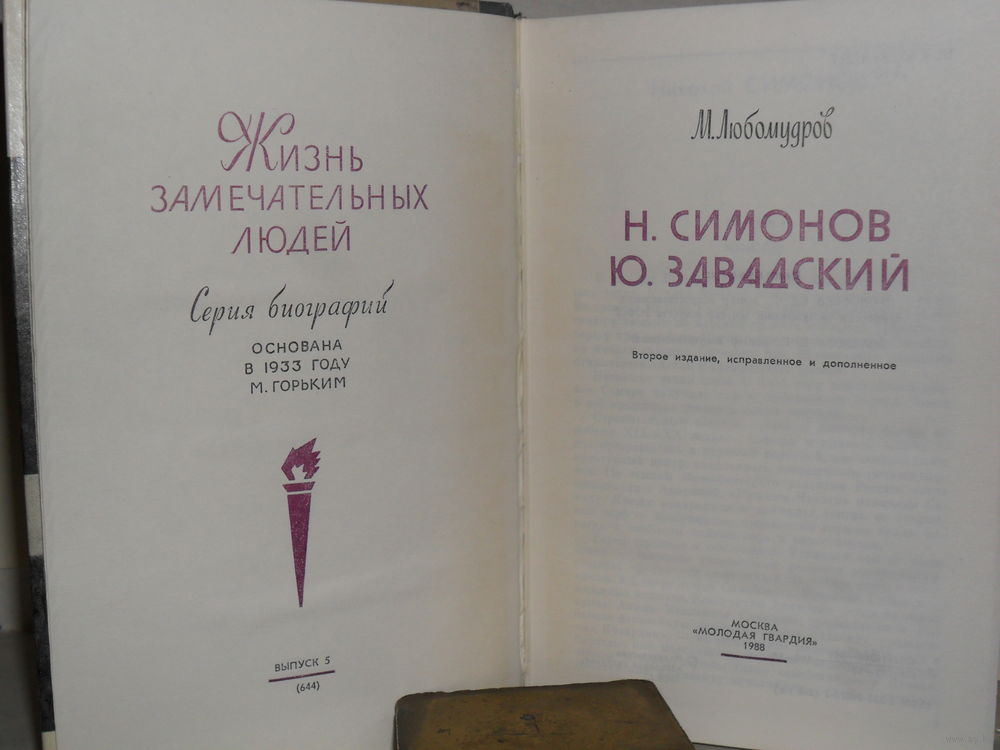 Жизнь
ЗАМЕЧАТЕЛЬНЫХ
ЛЮДЕЙ
Серия биографий
ОСНОВАНА
В 1933 ГОДУ
М. ГОРЬКИМ
ВЫПУСК 5
(644)
М. Любомудров
Н. СИМОНОВ
Ю. ЗАВАДСКИЙ
Второе издание, исправленное и дополненное
МОСКВА
«МОЛОДАЯ ГВАРДИЯ»
1988